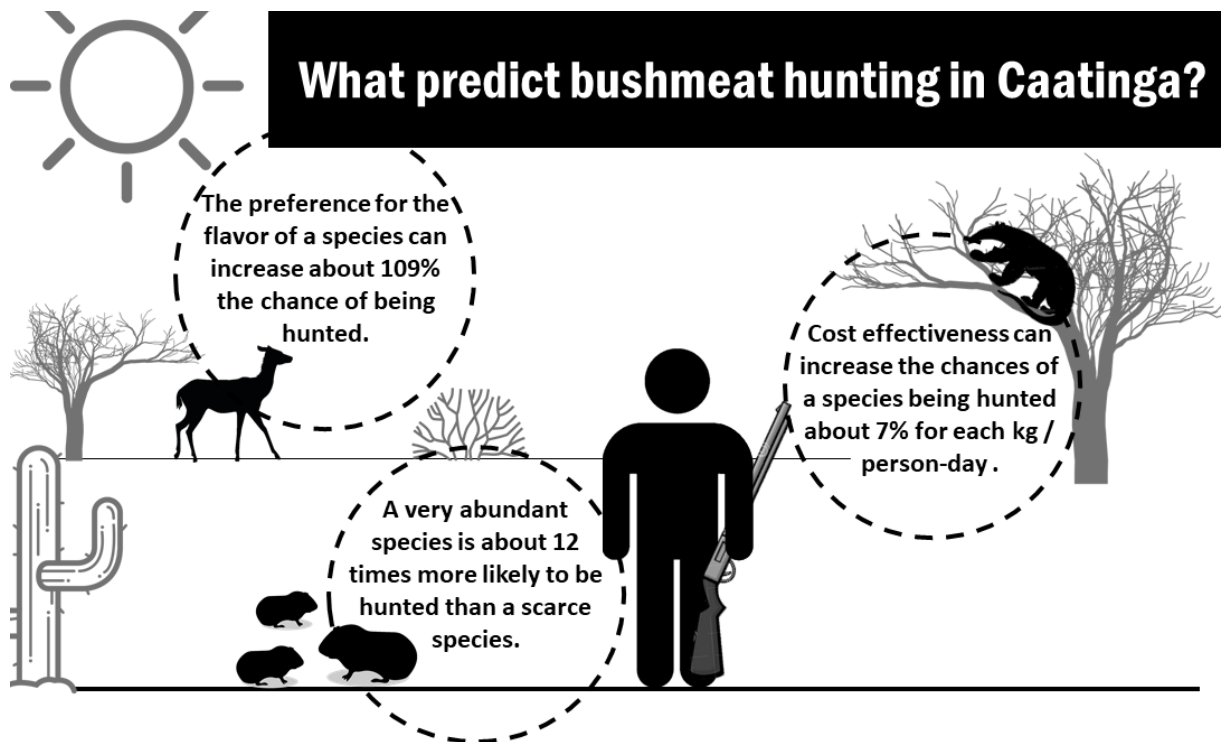 What predict bushmeat hunting in Caatinga?
The preference for the
flavor of a species can
increase about 109%
the chance of being
hunted.
Cost effectiveness can
increase the chances of
a species being hunted
about 7% for each kg /
person-day .
A very abundant
species is about 12
times more likely to be
hunted than a scarce
species.